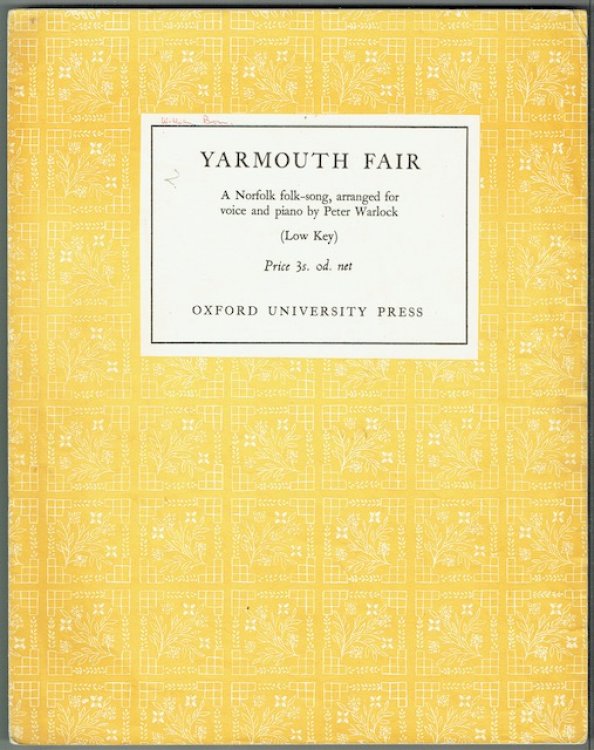 YARMOUTH FAIR
A Norfolk folk-song, arranged for
voice and piano by Peter Warlock
(Low Key)
Price 3s. 0d. net
OXFORD UNIVERSITY PRESS